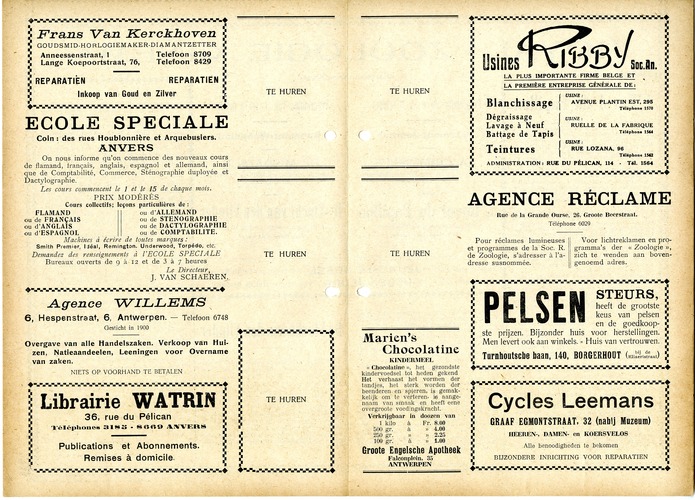 Frans Van Kerckhoven
GOUDSMID-HORLOGIEMAKER-DIAMANTZETTER
Anneessenstraat, 1 Telefoon 8709
Lange Koepoortstraat, 76, Telefoon 8429
REPARATIËN REPARATIEN
Inkoop van Goud en Zilver
ECOLE SPECIALE
Coin : des rues Houblonnière et Arquebusiers.
ANVERS
On nous informe qu'on commence des nouveaux cours
de flamand, français, anglais, espagnol et allemand, ainsi
que de Comptabilité, Commerce, Sténographie duployée et
Dactylographie.
Les cours commencent le 1 et le 15 de chaque mois.
PRIX MODÉRÉS
Cours collectifs; leçons particulières de :
FLAMAND ou d'ALLEMAND
ou de FRANÇAIS ou de STENOGRAPHIE
ou d'ANGLAIS ou de DACTYLOGRAPHIE
ou d'ESPAGNOL ou de COMPTABILITÉ.
Machines à écrire de toutes marques :
Smith Premier, Idéal, Remington, Underwood, Torpédo, etc.
Demandez des renseignements à l'ECOLE SPECIALE
Bureaux ouverts de 9 à 12 et de 3 à 7 heures
Le Directeur,
J. VAN SCHAEREN.
Agence WILLEMS
6, Hespenstraat, 6, Antwerpen. — Telefoon 6748
Gesticht in 1900
Overgave van alle Handelszaken. Verkoop van Hui-
zen, Natieaandeelen, Leeningen voor Overname
van zaken.
NIETS OP VOORHAND TE BETALEN
Librairie WATRIN
36, rue du Pélican
Téléphones 3185 - 8669 ANVERS
Publications et Abonnements.
Remises à domicile
TE HUREN
TE HUREN
TE HUREN
TE HUREN
TE HUREN
Marien's
Chocolatine
KINDERMEEL
« Chocolatine », het gezondste
kindervoedsel tot heden gekend
Het verhaast het vormen der
tandjes, het sterk worden der
beenderen en spieren, is gemak-
kelijk om te verteren, is aange-
naam van smaak en heeft eene
overgroote voedingskracht.
Verkrijgbaar in doozen van
1 kilo à Fr. 8.00
500 gr. à » 4.00
250 gr. à » 2.25
100 gr. à » 1.00
Groote Engelsche Apotheek
Falconplein, 35
ANTWERPEN
Usines RIBBY Soc. An.
LA PLUS IMPORTANTE FIRME BELGE ET
LA PREMIÈRE ENTREPRISE GÉNÉRALE DE :
Blanchissage
USINE :
AVENUE PLANTIN EST, 295
Téléphone 1570
Dégraissage
Lavage à Neuf
Battage de Tapis
USINE :
RUELLE DE LA FABRIQUE
Téléphone 1564
Teintures
USINE :
RUE LOZANA, 96
Téléphone 1562
ADMINISTRATION : RUE DU PÉLICAN, 114 - Tél. 1564
AGENCE RÉCLAME
Rue de la Grande Ourse, 26, Groote Beerstraat.
Téléphone 6029
Pour réclames lumineuses
et programmes de la Soc. R.
de Zoologie, s'adresser à l'a-
dresse susnommée.
Voor lichtreklamen en pro-
gramma's der « Zoologie »,
zich te wenden aan boven-
genoemd adres.
PELSEN STEURS,
heeft de grootste
keus van pelsen
en de goedkoop-
ste prijzen. Bijzonder huis voor herstellingen.
Men levert ook aan winkels. - Huis van vertrouwen.
Turnhoutsche baan, 140, BORGERHOUT
Cycles Leemans
GRAAF EGMONTSTRAAT, 32 (nabij Muzeum)
HEEREN-, DAMEN- en KOERSVELOS
Alle benoodigheden te bekomen
BIJZONDERE INRICHTING VOOR REPARATIEN